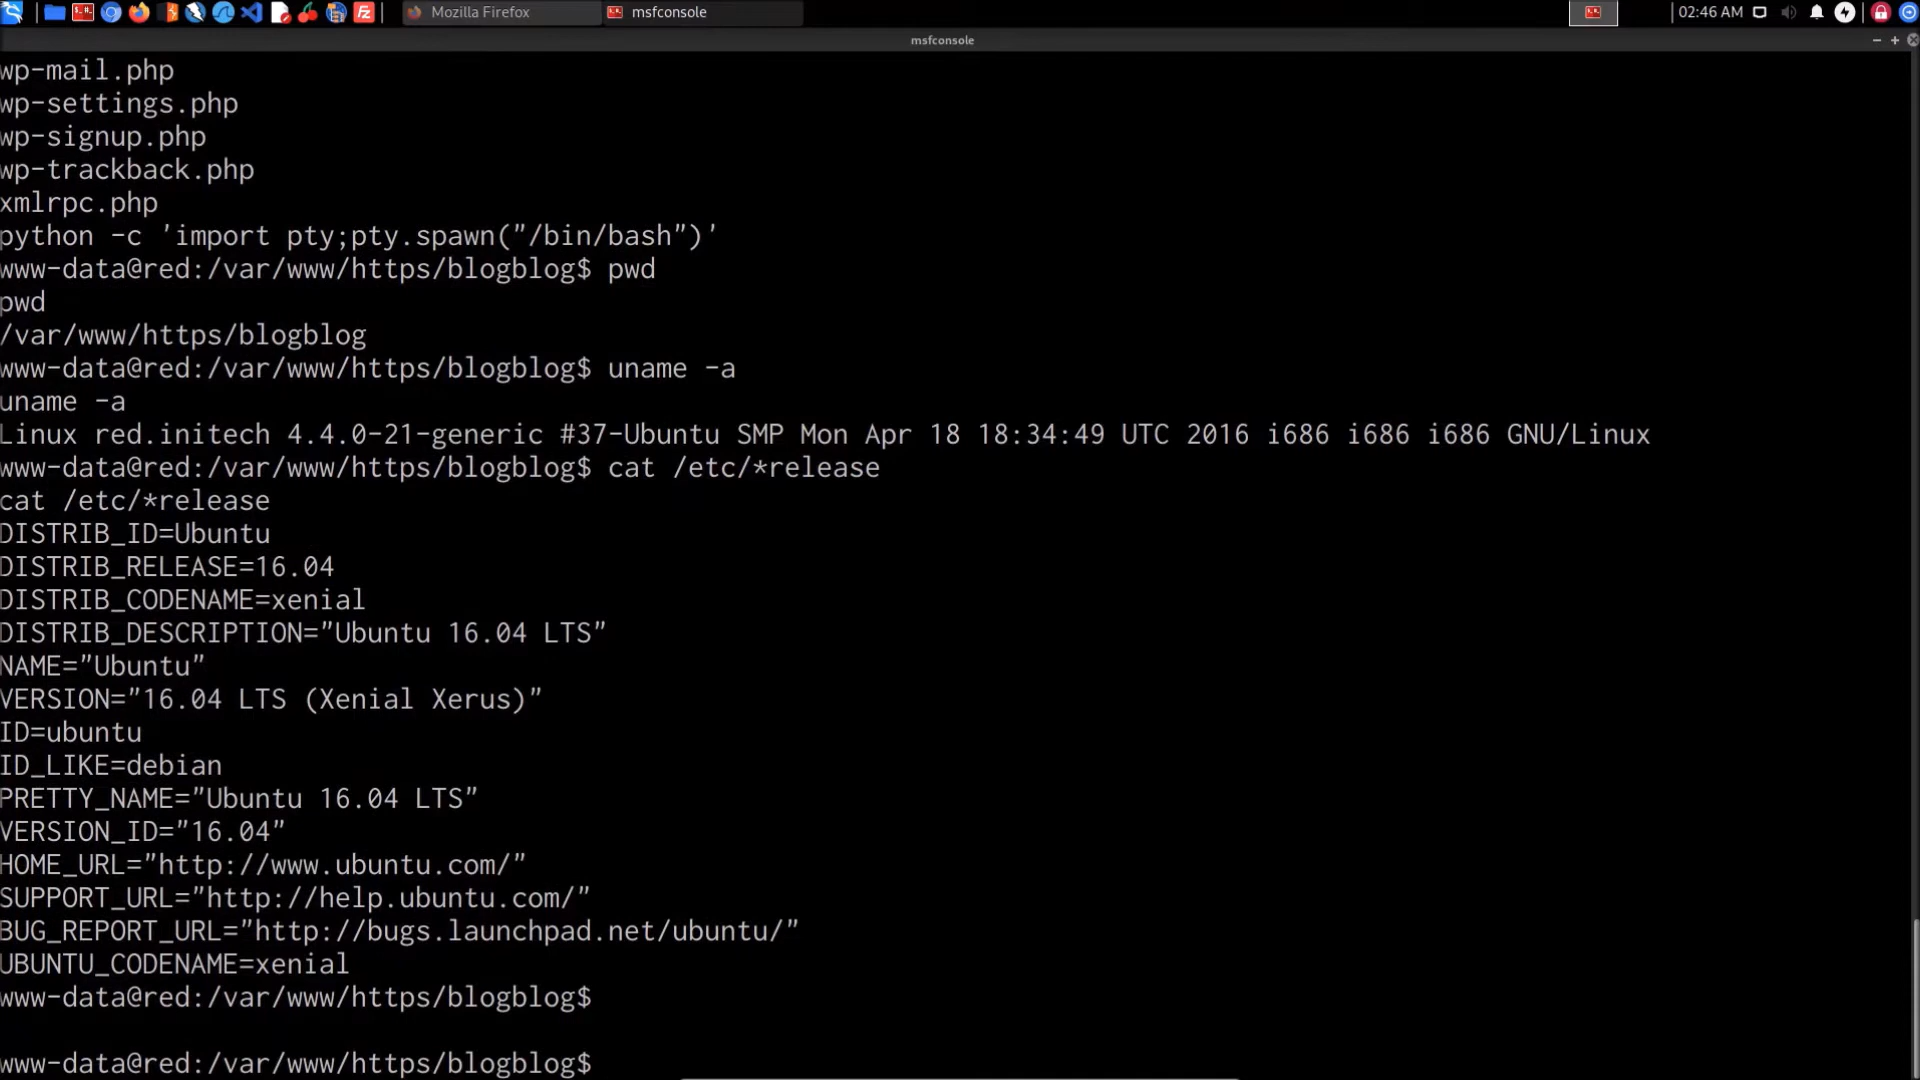 Mozilla Firefox
msfconsole
02:46 AM
msfconsole
wp-mail.php
wp-settings.php
wp-signup.php
wp-trackback.php
xmlrpc.php
python -c 'import pty;pty.spawn("/bin/bash")'
www-data@red:/var/www/https/blogblog$ pwd
pwd
/var/www/https/blogblog
www-data@red:/var/www/https/blogblog$ uname -a
uname -a
Linux red.initech 4.4.0-21-generic #37-Ubuntu SMP Mon Apr 18 18:34:49 UTC 2016 i686 i686 i686 GNU/Linux
www-data@red:/var/www/https/blogblog$ cat /etc/*release
cat /etc/*release
DISTRIB_ID=Ubuntu
DISTRIB_RELEASE=16.04
DISTRIB_CODENAME=xenial
DISTRIB_DESCRIPTION="Ubuntu 16.04 LTS"
NAME="Ubuntu"
VERSION="16.04 LTS (Xenial Xerus)"
ID=ubuntu
ID_LIKE=debian
PRETTY_NAME="Ubuntu 16.04 LTS"
VERSION_ID="16.04"
HOME_URL="http://www.ubuntu.com/"
SUPPORT_URL="http://help.ubuntu.com/"
BUG_REPORT_URL="http://bugs.launchpad.net/ubuntu/"
UBUNTU_CODENAME=xenial
www-data@red:/var/www/https/blogblog$
www-data@red:/var/www/https/blogblog$